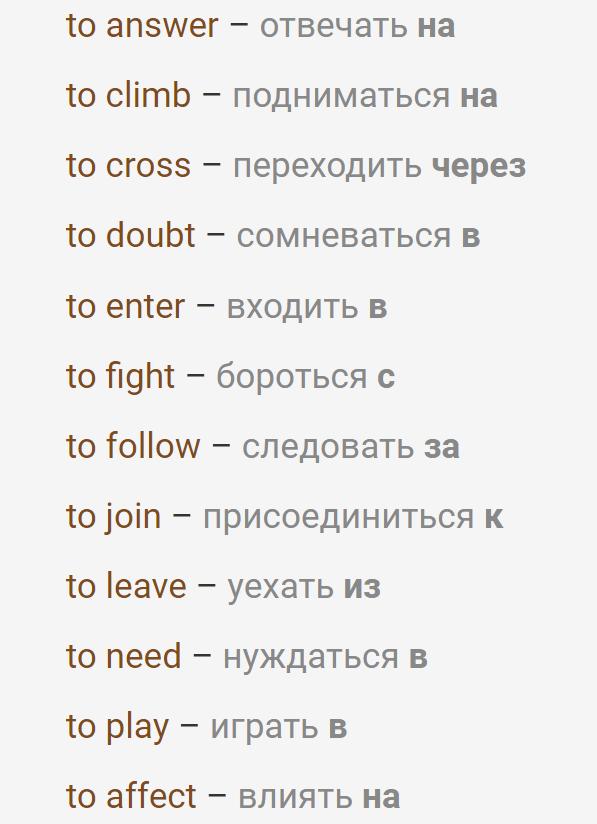 to answer – отвечать на
to climb – подниматься на
to cross – переходить через
to doubt – сомневаться в
to enter – входить в
to fight – бороться с
to follow – следовать за
to join – присоединиться к
to leave – уехать из
to need – нуждаться в
to play – играть в
to affect – влиять на